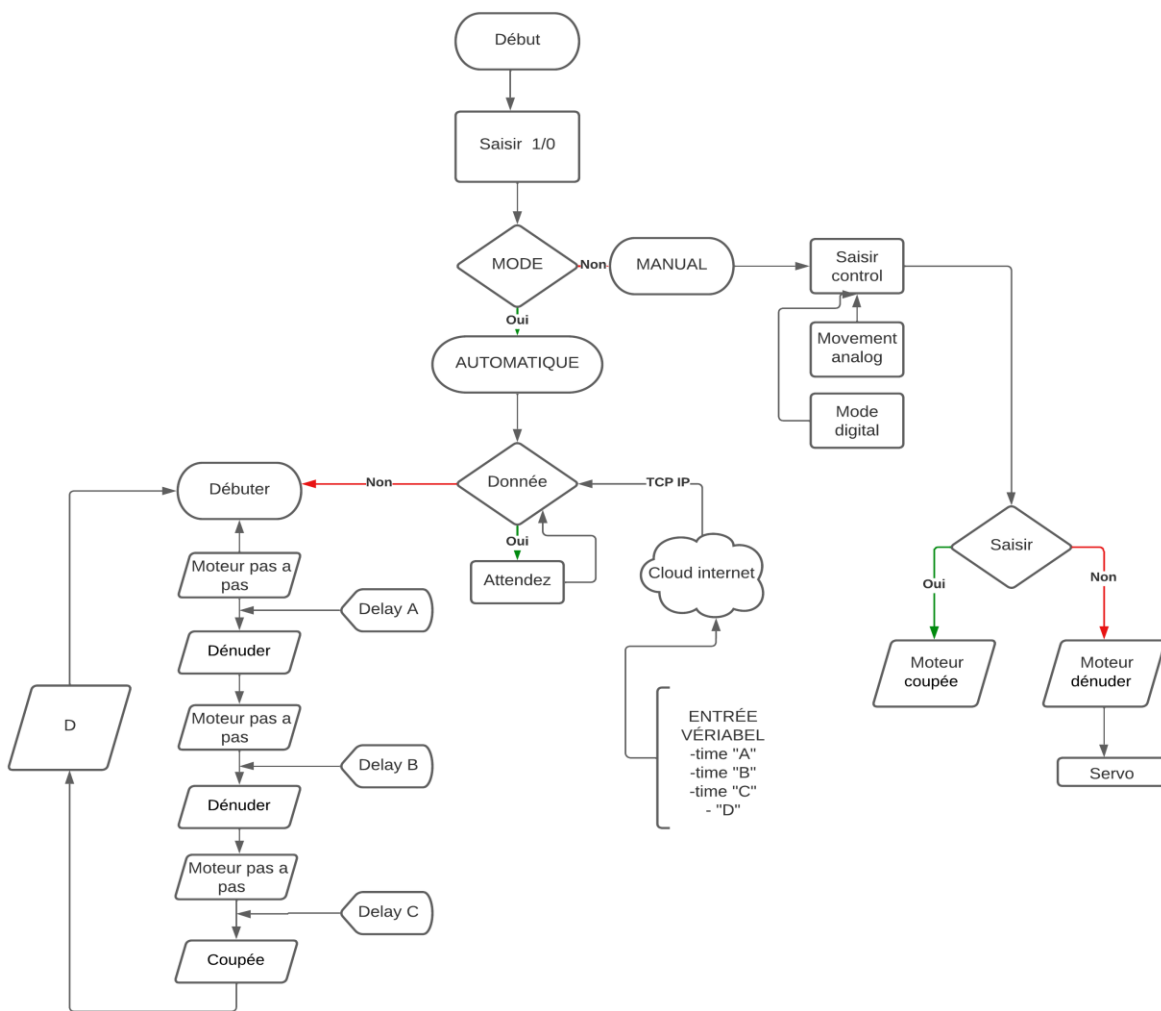 Début
Saisir 1/0
MODE
Non
MANUAL
Saisir
control
Oui
Movement
analog
AUTOMATIQUE
Mode
digital
Débuter
Non
Donnée
TCP IP
Oui
Saisir
Moteur pas a
pas
Attendez
Cloud internet
Oui
Non
Delay A
Dénuder
Moteur
coupée
Moteur
dénuder
Moteur pas a
pas
D
ENTRÉE
VÉRIABEL
-time "A"
-time "B"
-time "C"
- "D"
Delay B
Servo
Dénuder
Moteur pas a
pas
Delay C
Coupée